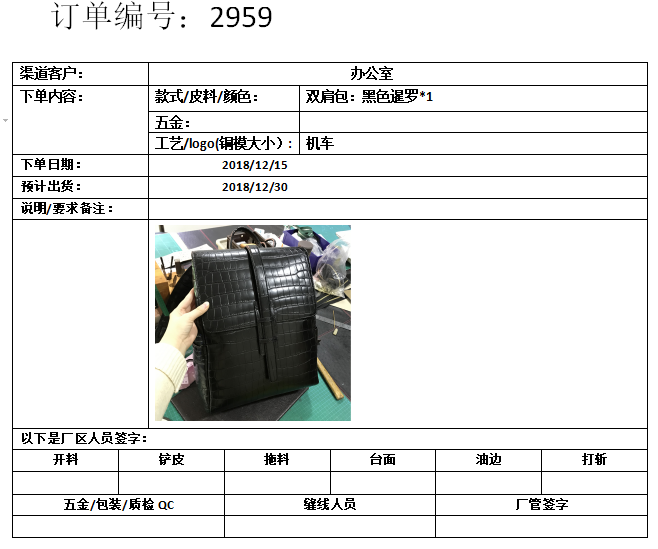 订单编号：2959
渠道客户： 办公室
下单内容： 款式/皮料/颜色： 双肩包：黑色暹罗*1
五金：
工艺/logo(铜模大小）： 机车
下单日期： 2018/12/15
预计出货： 2018/12/30
说明/要求备注：
以下是厂区人员签字：
开料 铲皮 拖料 台面 油边 打斩
五金/包装/质检 QC 缝线人员 厂管签字